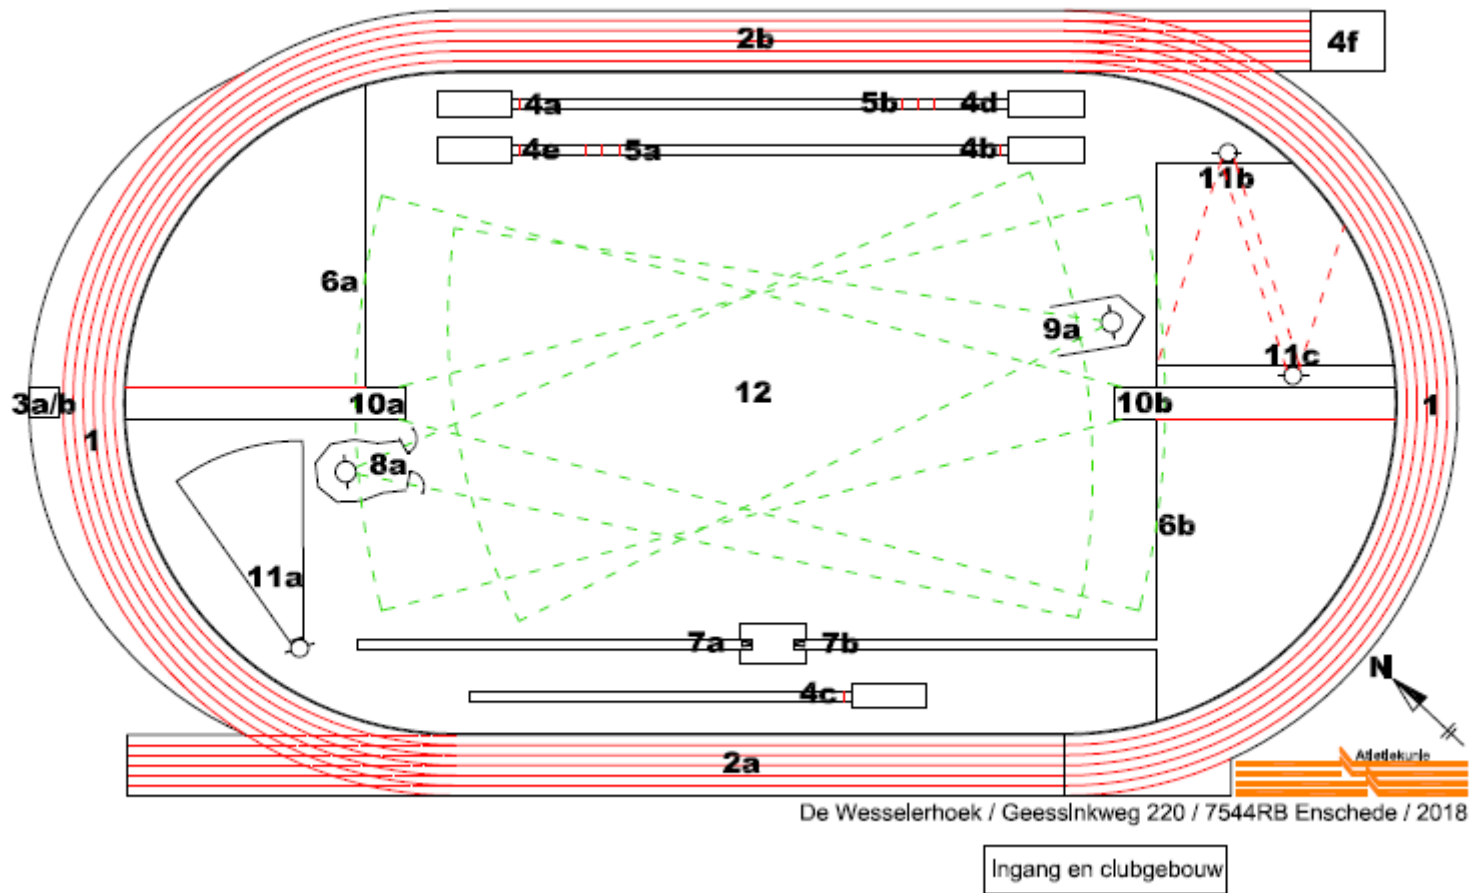 2b
4f
4a
5b
4d
4e
5a
4b
11b
6a
9a
11c
3a/b
10a
12
10b
1
1
8a
6b
11a
7a
7b
4c
N
2a
Atletiekunie
De Wesselerhoek / Geessinkweg 220 / 7544RB Enschede / 2018
Ingang en clubgebouw